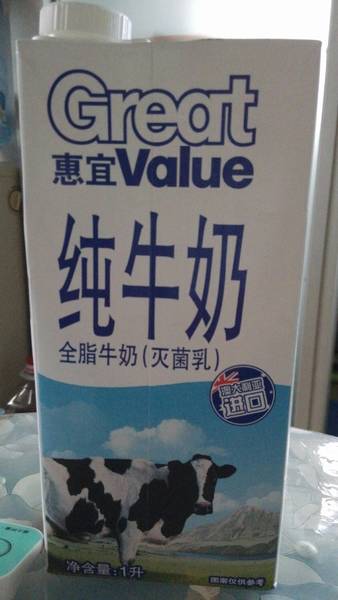 Great
惠宜Value
纯牛奶
全脂牛奶(灭菌乳)
澳大利亚
进口
净含量:1升
图案仅供参考